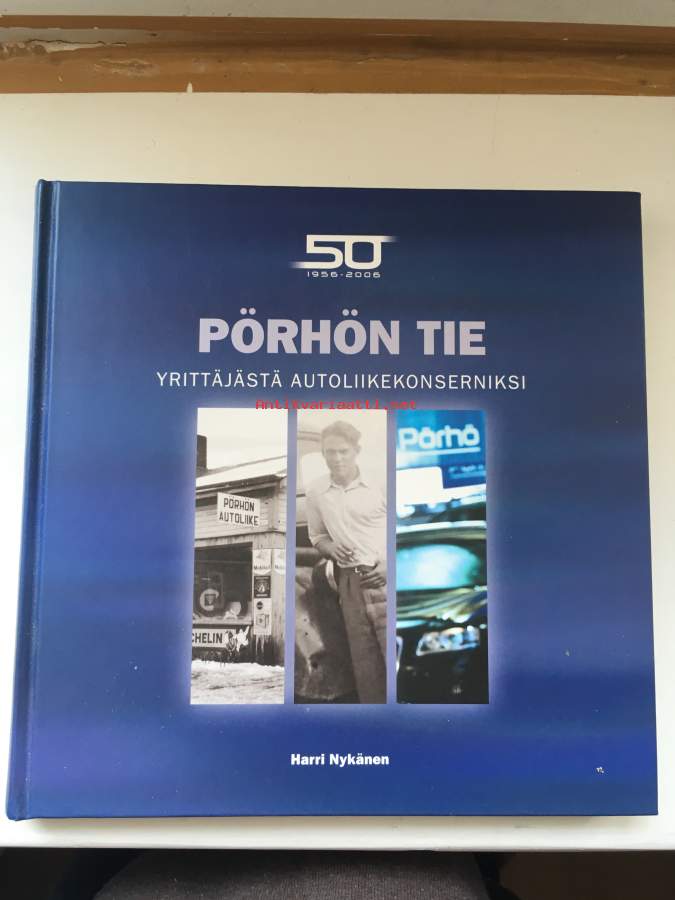 50
1956-2006
PÖRHÖN TIE
YRITTÄJÄSTÄ AUTOLIIKEKONSERNIKSI
Antikvariaatti.net
PÖRHÖN
AUTOLIIKE
Pörhö
CHELIN
Harri Nykänen